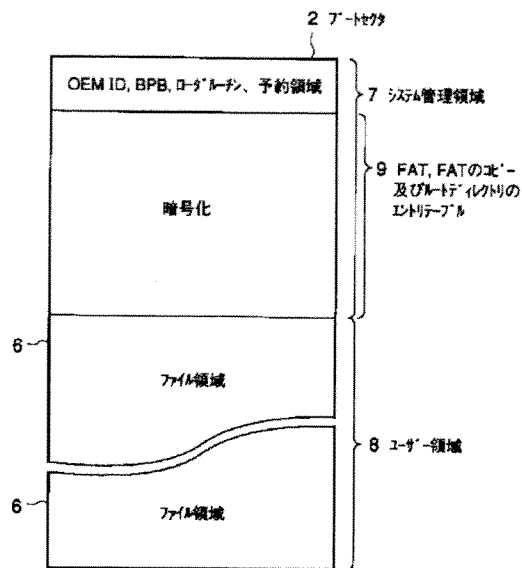 2 ブートセクタ
OEM ID, BPB, ローダルーチン、予約領域
7 システム管理領域
9 FAT, FATのコピー
及びルートディレクトリの
エントリテーブル
暗号化
6
ファイル領域
8 ユーザー領域
6
ファイル領域